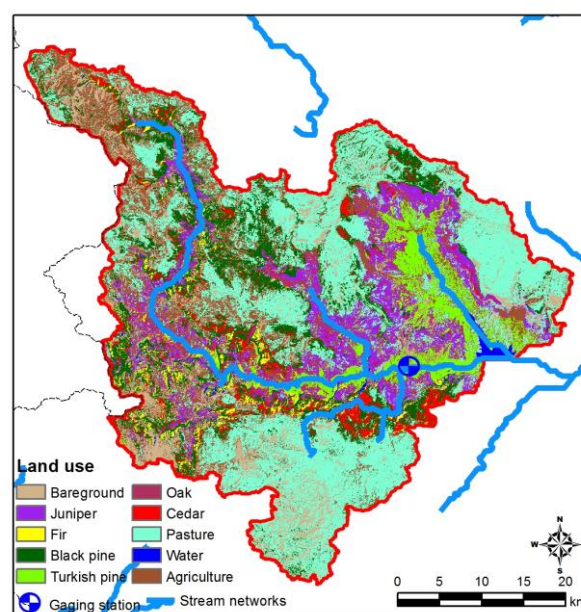 Land use
Bareground Oak
Juniper Cedar
Fir Pasture
Black pine Water
Turkish pine Agriculture
Gaging station Stream networks
N
W E
S
0 5 10 15 20
km